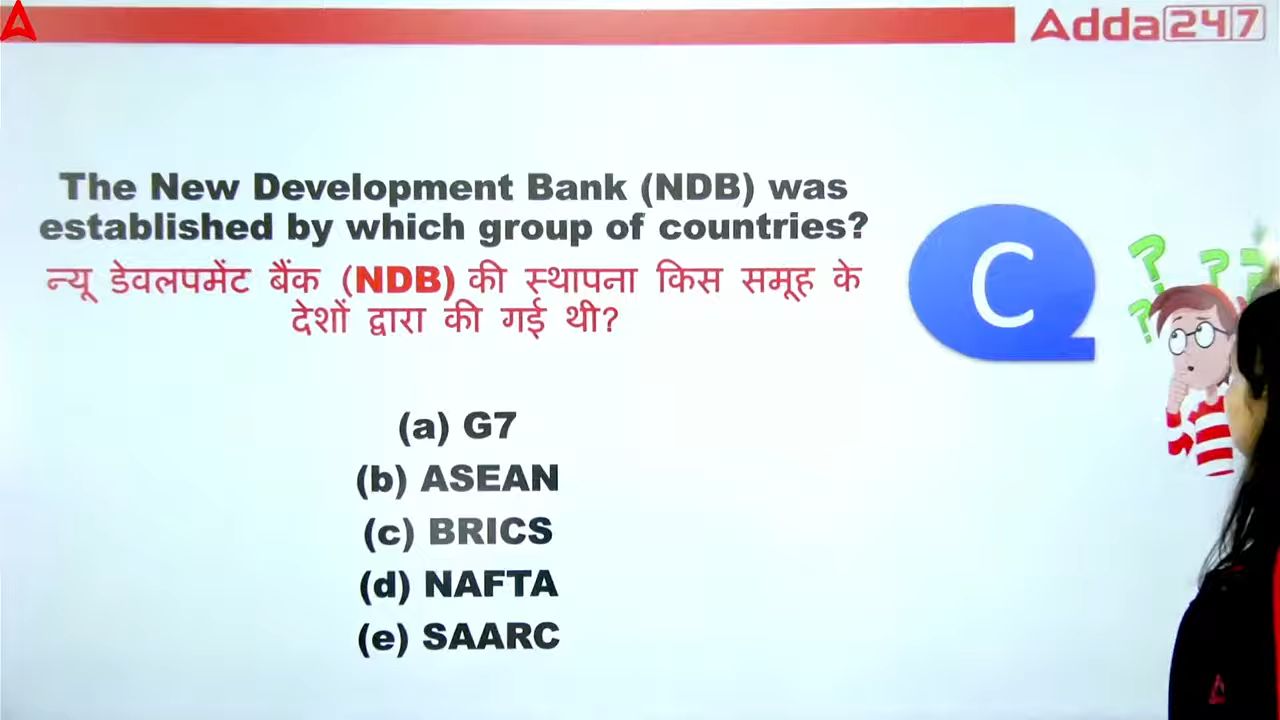 Adda247
The New Development Bank (NDB) was
established by which group of countries?
न्यू डेवलपमेंट बैंक (NDB) की स्थापना किस समूह के
देशों द्वारा की गई थी?
C
(a) G7
(b) ASEAN
(c) BRICS
(d) NAFTA
(e) SAARC